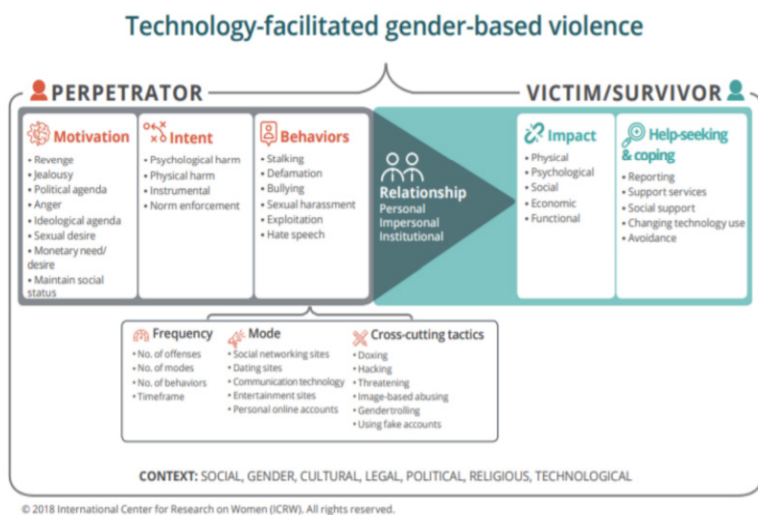 Technology-facilitated gender-based violence
PERPETRATOR
VICTIM/SURVIVOR
Motivation
• Revenge
• Jealousy
• Political agenda
• Anger
• Ideological agenda
• Sexual desire
• Monetary need/
desire
• Maintain social
status
Intent
• Psychological harm
• Physical harm
• Instrumental
• Norm enforcement
Behaviors
• Stalking
• Defamation
• Bullying
• Sexual harassment
• Exploitation
• Hate speech
Relationship
Personal
Impersonal
Institutional
Impact
• Physical
• Psychological
• Social
• Economic
• Functional
Help-seeking
& coping
• Reporting
• Support services
• Social support
• Changing technology use
• Avoidance
Frequency
• No. of offenses
• No. of modes
• No. of behaviors
• Timeframe
Mode
• Social networking sites
• Dating sites
• Communication technology
• Entertainment sites
• Personal online accounts
Cross-cutting tactics
• Doxing
• Hacking
• Threatening
• Image-based abusing
• Gendertrolling
• Using fake accounts
CONTEXT: SOCIAL, GENDER, CULTURAL, LEGAL, POLITICAL, RELIGIOUS, TECHNOLOGICAL
© 2018 International Center for Research on Women (ICRW). All rights reserved.